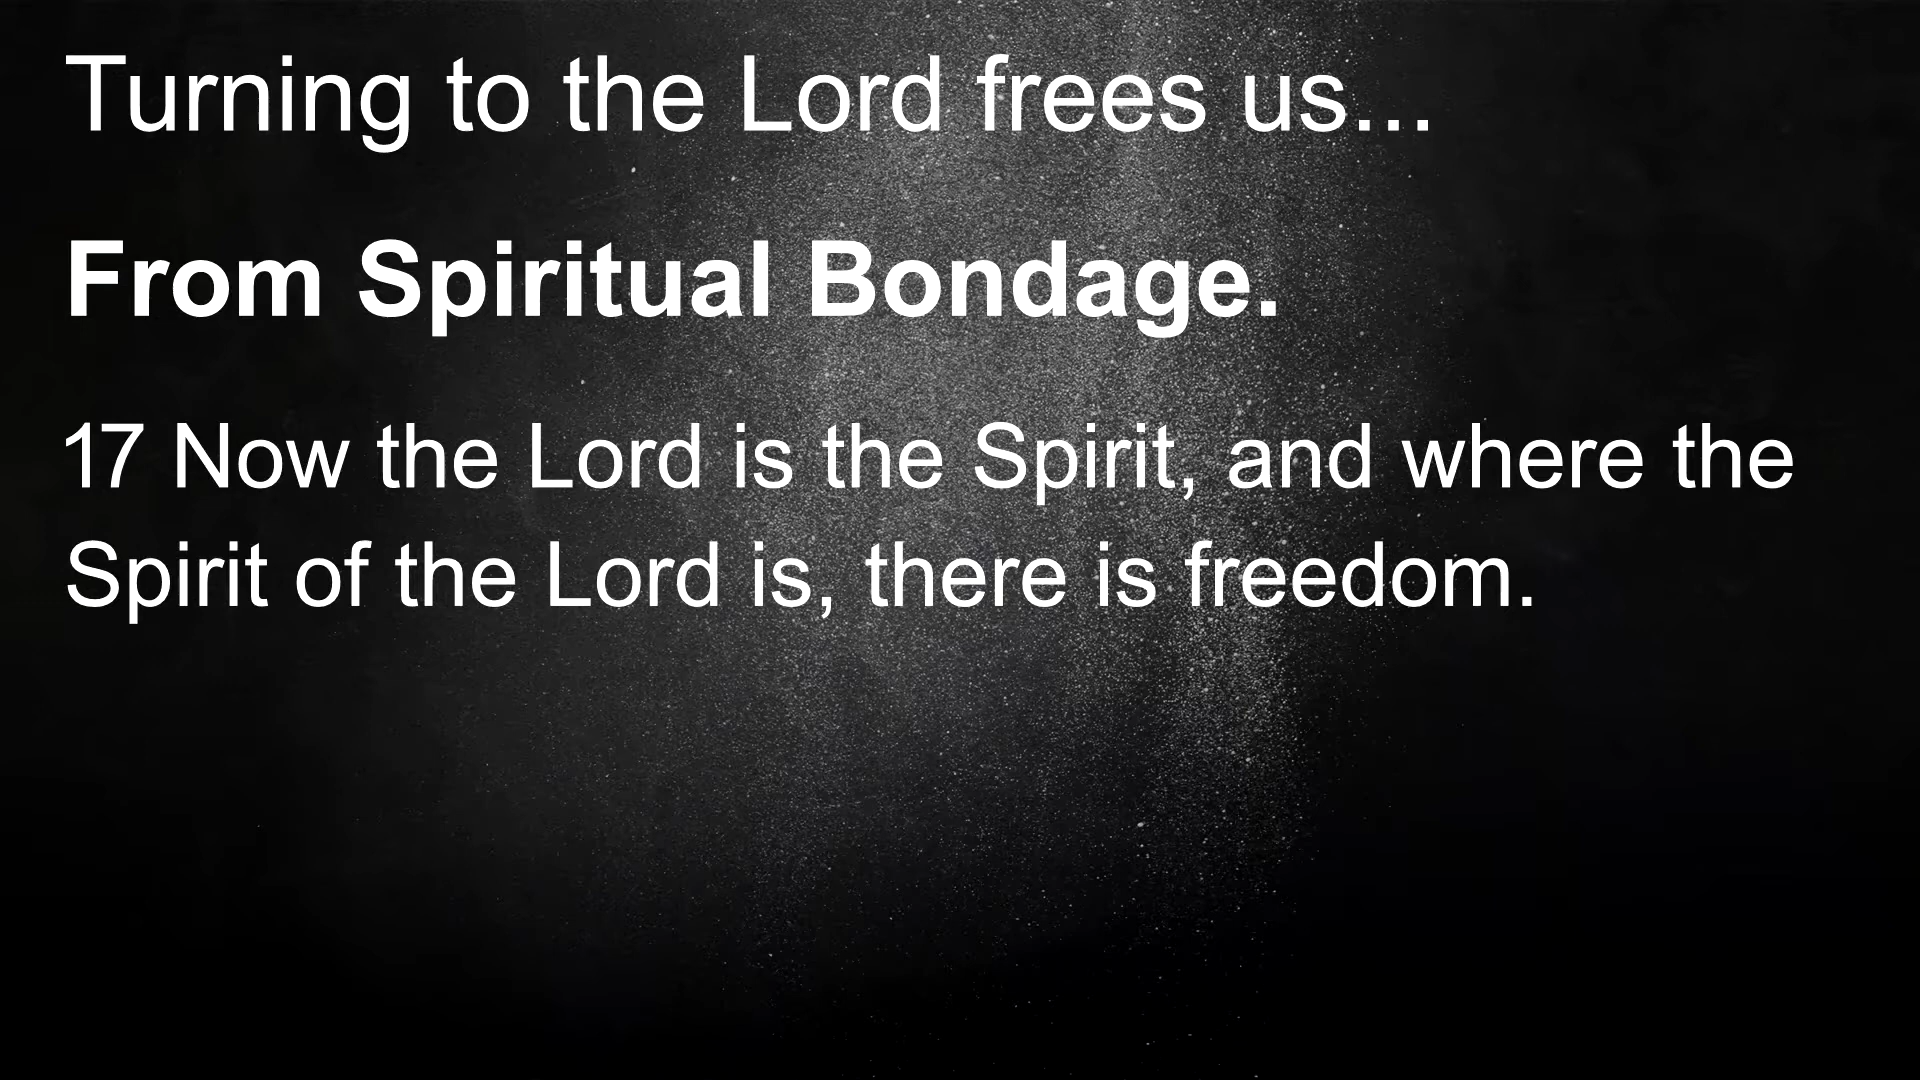 Turning to the Lord frees us...
From Spiritual Bondage.
17 Now the Lord is the Spirit, and where the
Spirit of the Lord is, there is freedom.